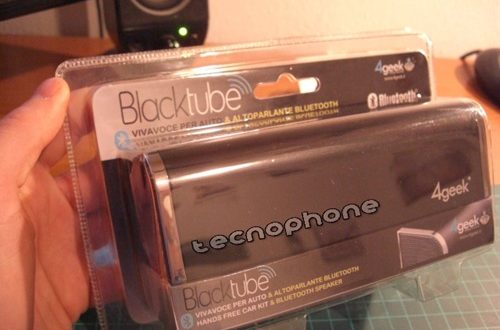 Blacktube
VIVAVOCE PER AUTO & ALTOPARLANTE BLUETOOTH
4geek
Bluetooth
4geek
tecnophone
4geek
Blacktube
VIVAVOCE PER AUTO & ALTOPARLANTE BLUETOOTH
HANDS FREE CAR KIT & BLUETOOTH SPEAKER